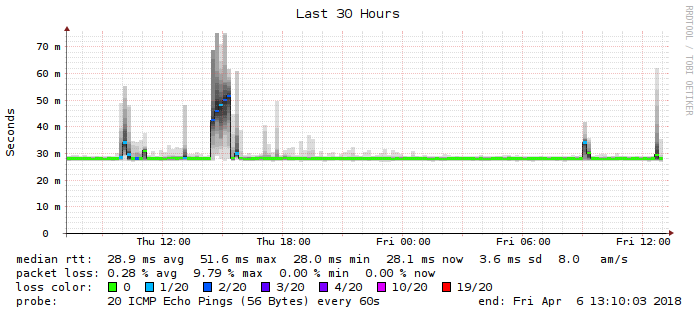 Last 30 Hours
RRDTOOL / TOBI OETIKER
Seconds
70 m
60 m
50 m
40 m
30 m
20 m
10 m
0
Thu 12:00 Thu 18:00 Fri 00:00 Fri 06:00 Fri 12:00
median rtt: 28.9 ms avg 51.6 ms max 28.0 ms min 28.1 ms now 3.6 ms sd 8.0 am/s
packet loss: 0.28 % avg 9.79 % max 0.00 % min 0.00 % now
loss color: 0 1/20 2/20 3/20 4/20 10/20 19/20
probe: 20 ICMP Echo Pings (56 Bytes) every 60s end: Fri Apr 6 13:10:03 2018